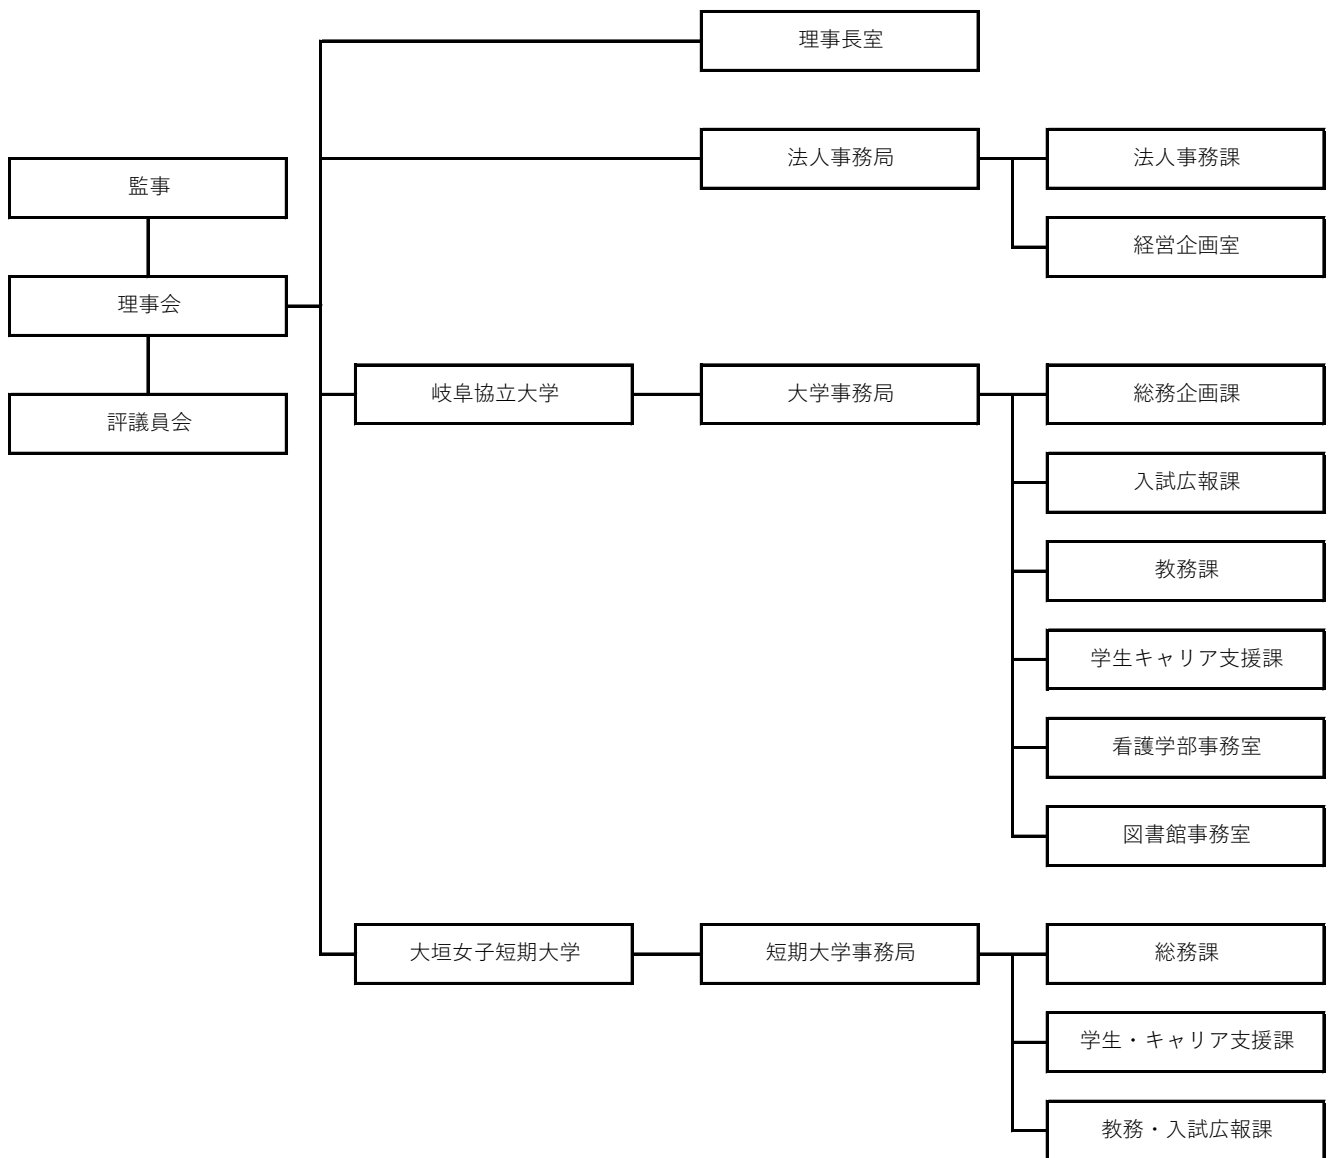 理事長室
法人事務局
法人事務課
経営企画室
監事
理事会
評議員会
岐阜協立大学
大学事務局
総務企画課
入試広報課
教務課
学生キャリア支援課
看護学部事務室
図書館事務室
大垣女子短期大学
短期大学事務局
総務課
学生・キャリア支援課
教務・入試広報課